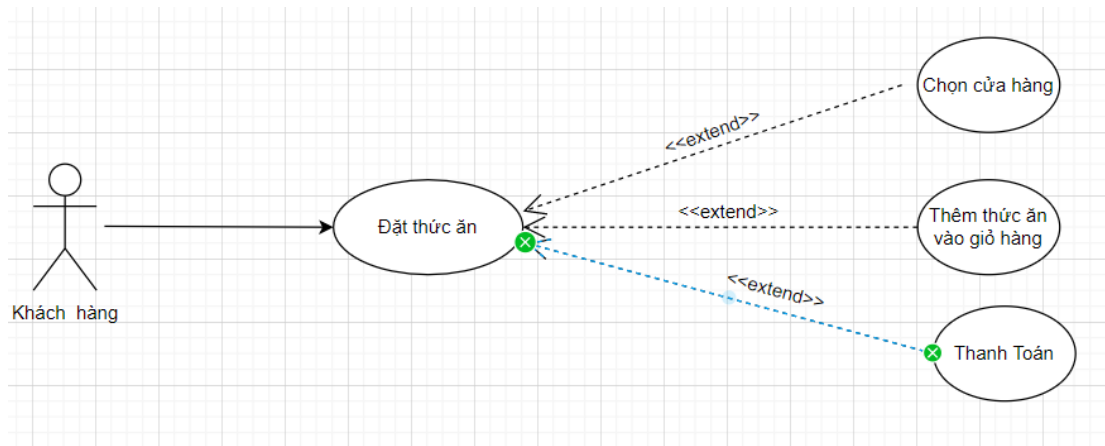 Chọn cửa hàng
<<extend>>
<<extend>>
Thêm thức ăn
vào giỏ hàng
Đặt thức ăn
<<extend>>
Khách hàng
Thanh Toán